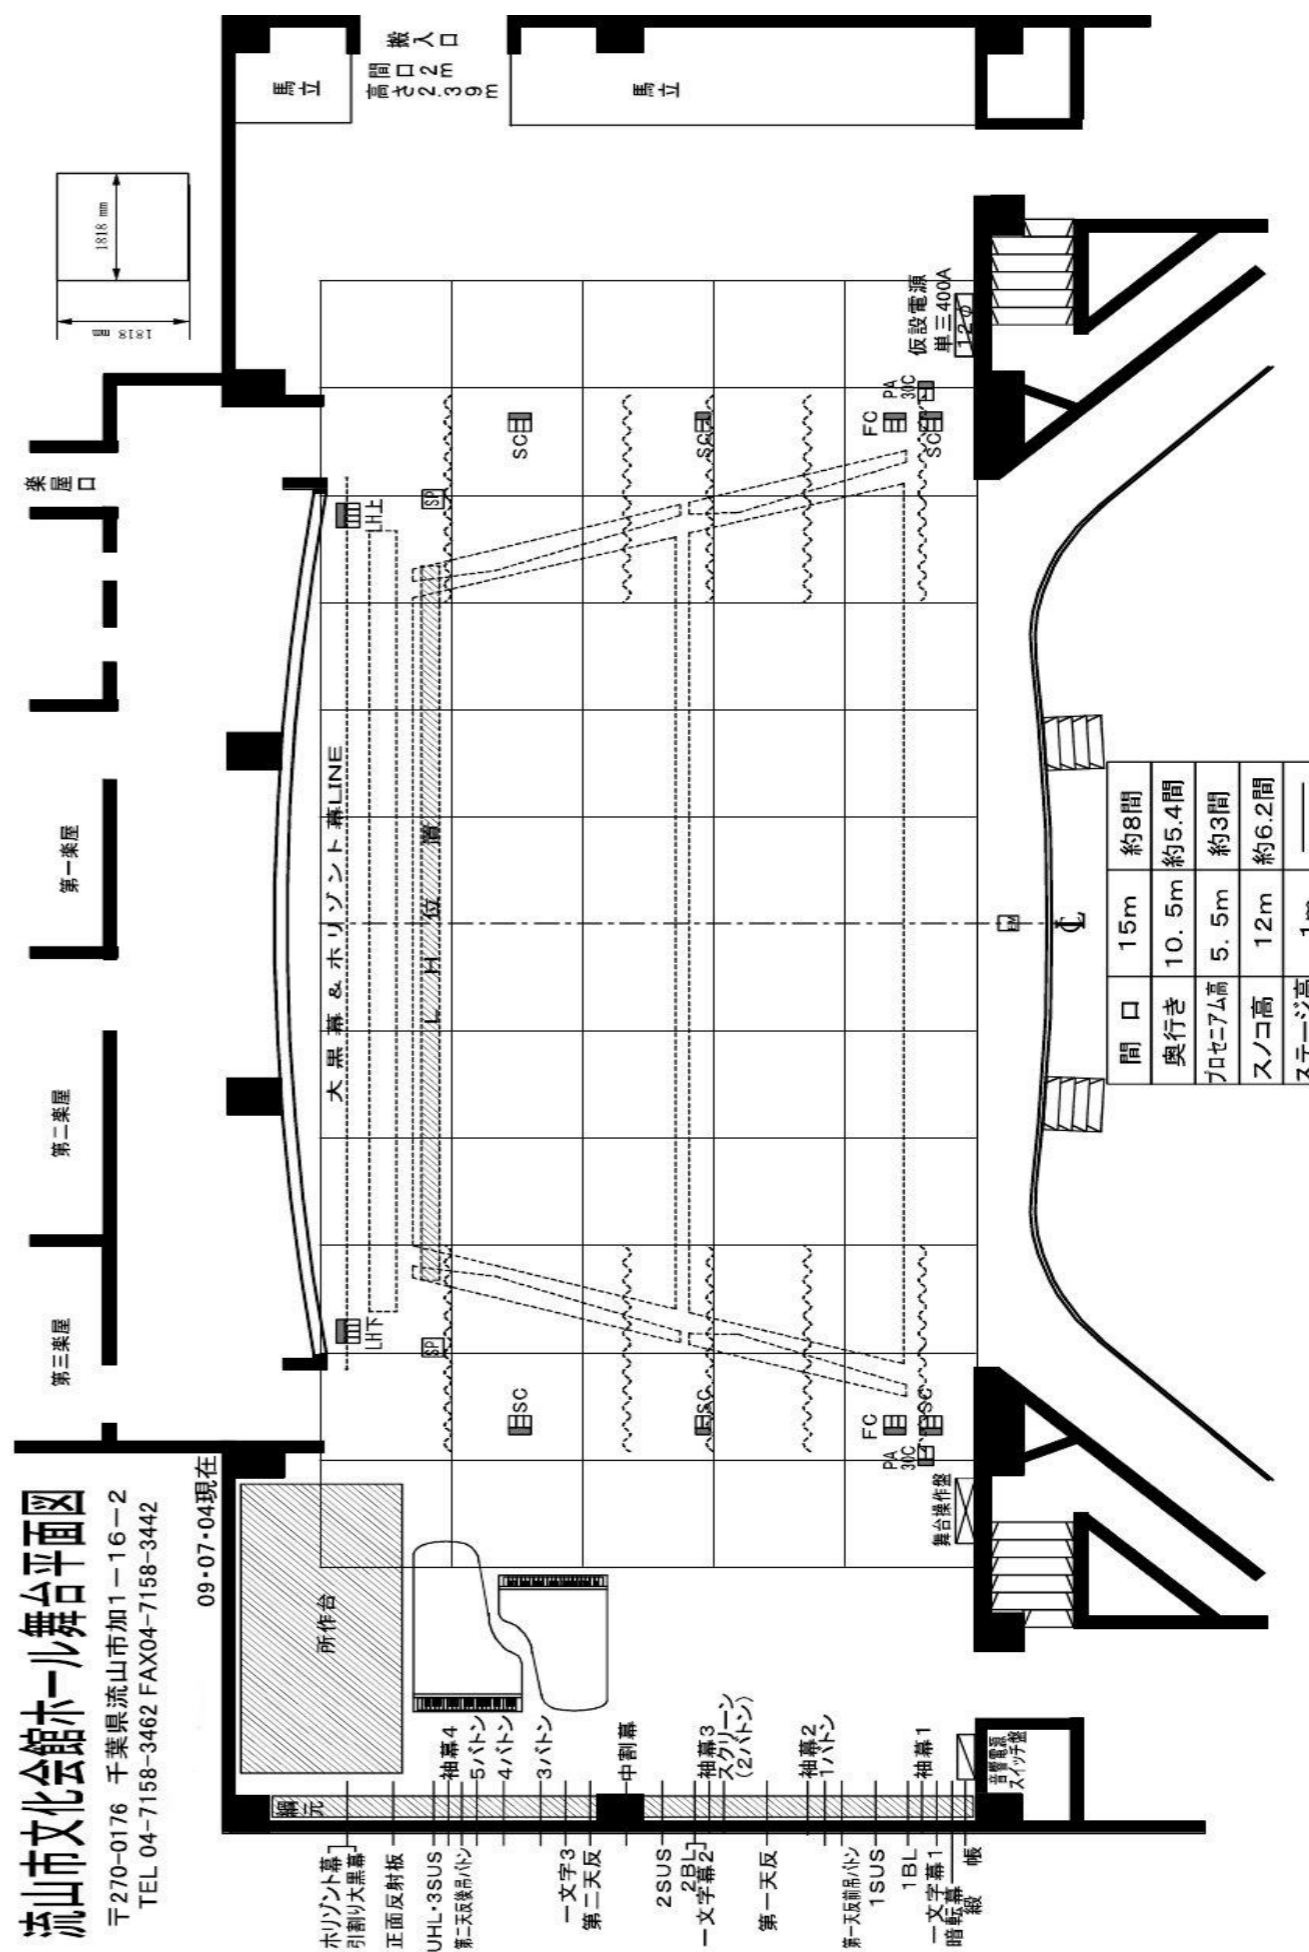 流山市文化会館ホール舞台平面図
〒270-0176 千葉県流山市加1-16-2
TEL 04-7158-3462 FAX04-7158-3442
09・07・04現在
楽屋口
第一楽屋
第二楽屋
第三楽屋
1818 mm
1818 mm
搬入口
間口2m
高さ2.39m
馬立
馬立
仮設電源
単三400A
12Φ
大黒幕&ホリゾント幕LINE
LH位置
LH上
LH下
SP
SP
SC
SC
SC
FC
PA
30C
SC
SC
SC
FC
PA
30C
舞台操作盤
所作台
綱元
音響電源
スイッチ盤
ホリゾント幕
引割り大黒幕
正面反射板
UHL・3SUS
袖幕4
第二天反後吊バトン
5バトン
4バトン
3バトン
一文字3
第二天反
中割幕
2SUS
2BL
一文字幕2
袖幕3
スクリーン
(2バトン)
第一天反
袖幕2
1バトン
第一天反前吊バトン
1SUS
1BL
袖幕1
一文字幕1
暗転幕
緞帳
CL
間口 15m 約8間
奥行き 10.5m 約5.4間
プロセニアム高 5.5m 約3間
スノコ高 12m 約6.2間
ステージ高 1m ――